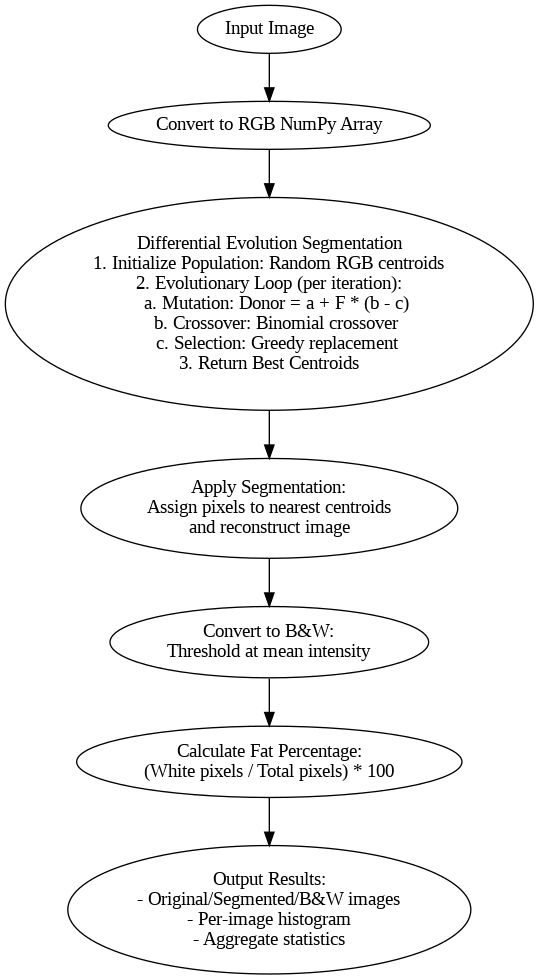 Input Image
Convert to RGB NumPy Array
Differential Evolution Segmentation
1. Initialize Population: Random RGB centroids
2. Evolutionary Loop (per iteration):
a. Mutation: Donor = a + F * (b - c)
b. Crossover: Binomial crossover
c. Selection: Greedy replacement
3. Return Best Centroids
Apply Segmentation:
Assign pixels to nearest centroids
and reconstruct image
Convert to B&W:
Threshold at mean intensity
Calculate Fat Percentage:
(White pixels / Total pixels) * 100
Output Results:
- Original/Segmented/B&W images
- Per-image histogram
- Aggregate statistics